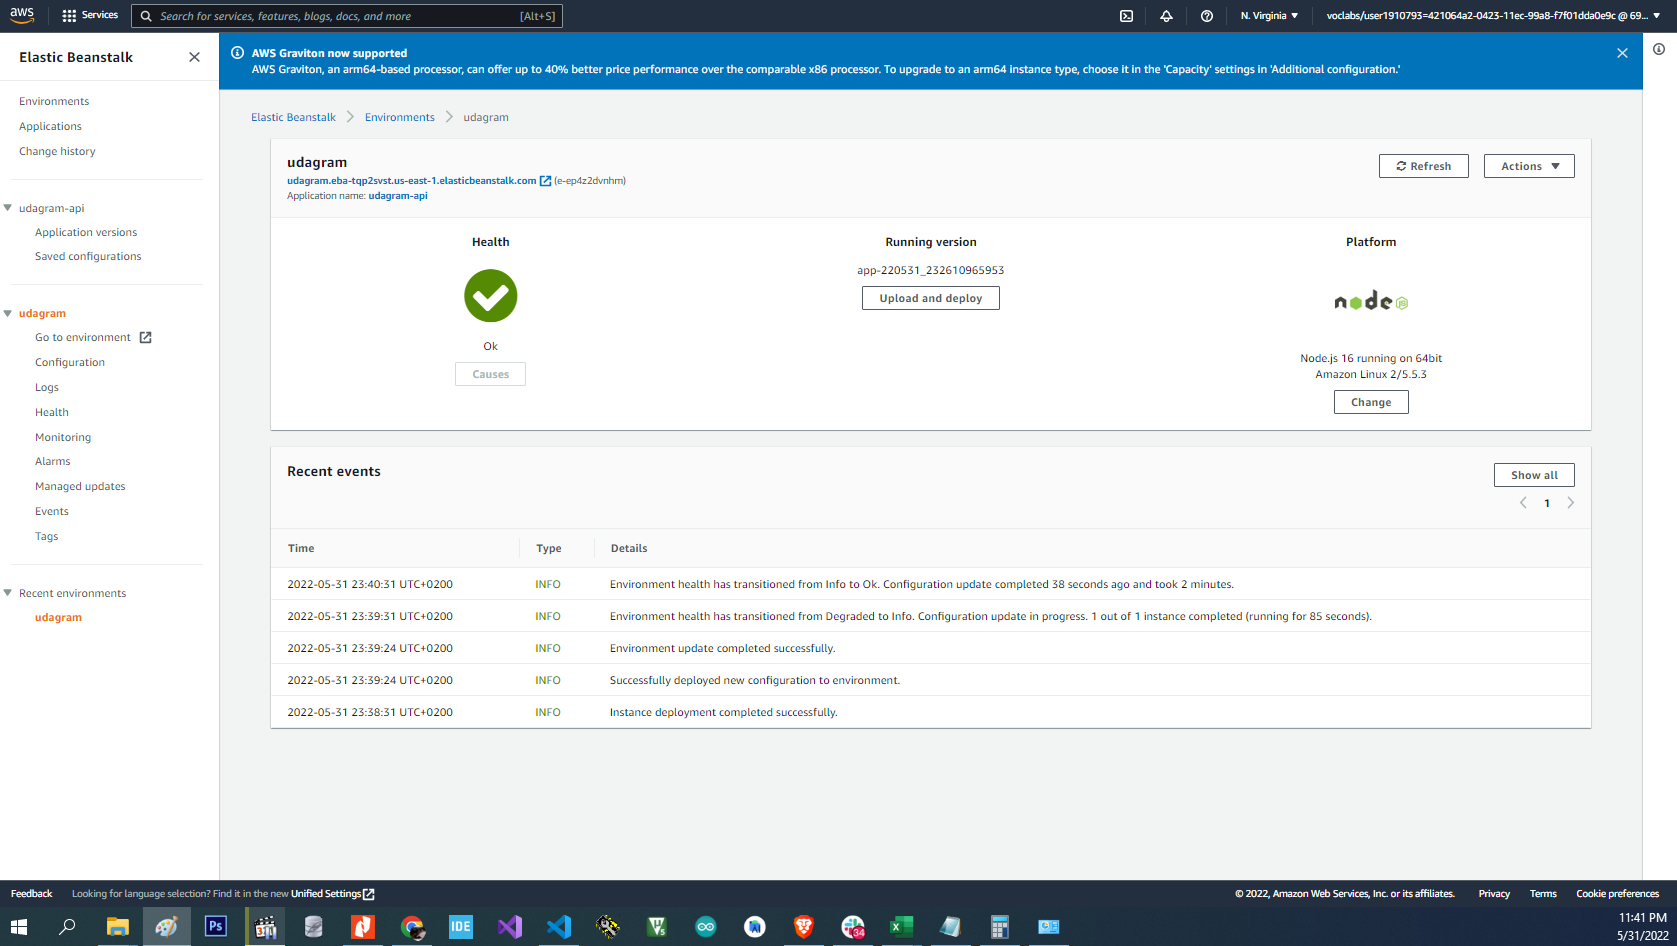 aws
Services
Search for services, features, blogs, docs, and more
[Alt+S]
N. Virginia
voclabs/user1910793=421064a2-0423-11ec-99a8-f7f01dda0e9c @ 69...
Elastic Beanstalk
Environments
Applications
Change history
udagram-api
Application versions
Saved configurations
udagram
Go to environment
Configuration
Logs
Health
Monitoring
Alarms
Managed updates
Events
Tags
Recent environments
udagram
AWS Graviton now supported
AWS Graviton, an arm64-based processor, can offer up to 40% better price performance over the comparable x86 processor. To upgrade to an arm64 instance type, choose it in the 'Capacity' settings in 'Additional configuration.'
Elastic Beanstalk
Environments
udagram
udagram
udagram.eba-tqp2svst.us-east-1.elasticbeanstalk.com (e-ep4z2dvnhm)
Application name: udagram-api
Refresh
Actions
Health
Ok
Causes
Running version
app-220531_232610965953
Upload and deploy
Platform
node JS
Node.js 16 running on 64bit
Amazon Linux 2/5.5.3
Change
Recent events
Show all
1
Time Type Details
2022-05-31 23:40:31 UTC+0200 INFO Environment health has transitioned from Info to Ok. Configuration update completed 38 seconds ago and took 2 minutes.
2022-05-31 23:39:31 UTC+0200 INFO Environment health has transitioned from Degraded to Info. Configuration update in progress. 1 out of 1 instance completed (running for 85 seconds).
2022-05-31 23:39:24 UTC+0200 INFO Environment update completed successfully.
2022-05-31 23:39:24 UTC+0200 INFO Successfully deployed new configuration to environment.
2022-05-31 23:38:31 UTC+0200 INFO Instance deployment completed successfully.
Feedback
Looking for language selection? Find it in the new Unified Settings
© 2022, Amazon Web Services, Inc. or its affiliates.
Privacy
Terms
Cookie preferences
Ps
IDE
34
11:41 PM
5/31/2022